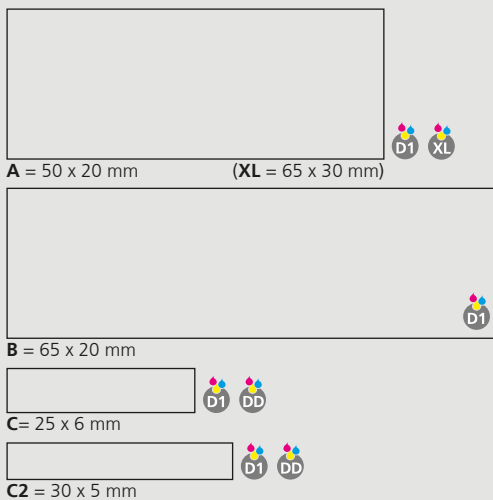 D1 XL
A = 50 x 20 mm (XL = 65 x 30 mm)
D1
B = 65 x 20 mm
D1 DD
C= 25 x 6 mm
D1 DD
C2 = 30 x 5 mm